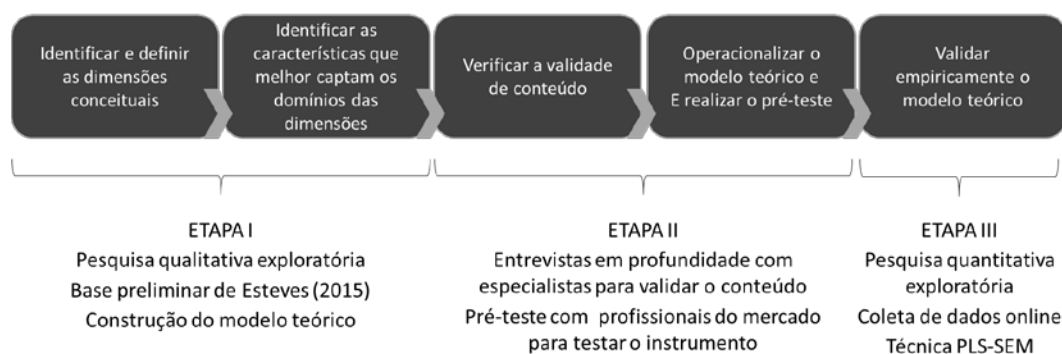 Identificar e definir
as dimensões
conceituais
Identificar as
características que
melhor captam os
domínios das
dimensões
Verificar a validade
de conteúdo
Operacionalizar o
modelo teórico e
E realizar o pré-teste
Validar
empiricamente o
modelo teórico
ETAPA I
Pesquisa qualitativa exploratória
Base preliminar de Esteves (2015)
Construção do modelo teórico
ETAPA II
Entrevistas em profundidade com
especialistas para validar o conteúdo
Pré-teste com profissionais do mercado
para testar o instrumento
ETAPA III
Pesquisa quantitativa
exploratória
Coleta de dados online
Técnica PLS-SEM